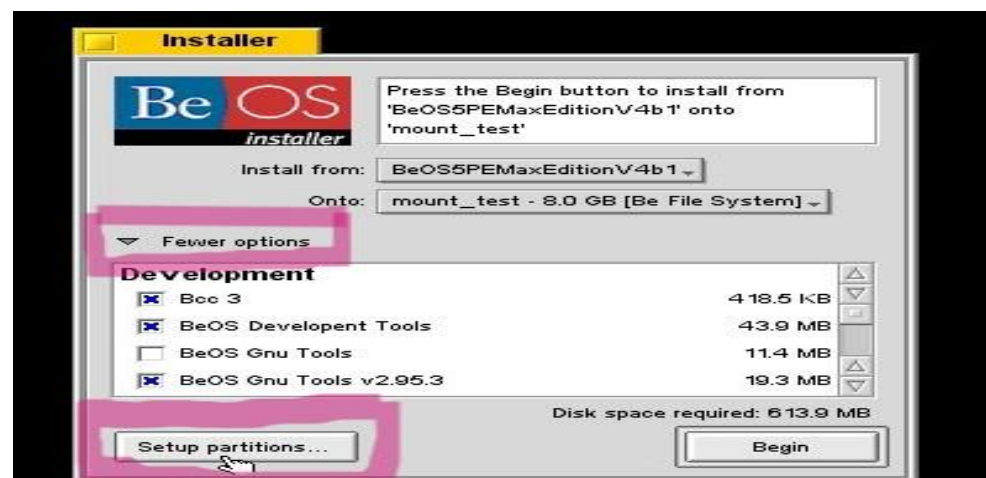 Installer
Be OS
installer
Press the Begin button to install from
'BeOS5PEMaxEditionV4b1' onto
'mount_test'
Install from: BeOS5PEMaxEditionV4b1
Onto: mount_test - 8.0 GB [Be File System]
Fewer options
Development
Bcc 3 418.5 KB
BeOS Developent Tools 43.9 MB
BeOS Gnu Tools 11.4 MB
BeOS Gnu Tools v2.95.3 19.3 MB
Disk space required: 613.9 MB
Setup partitions... Begin